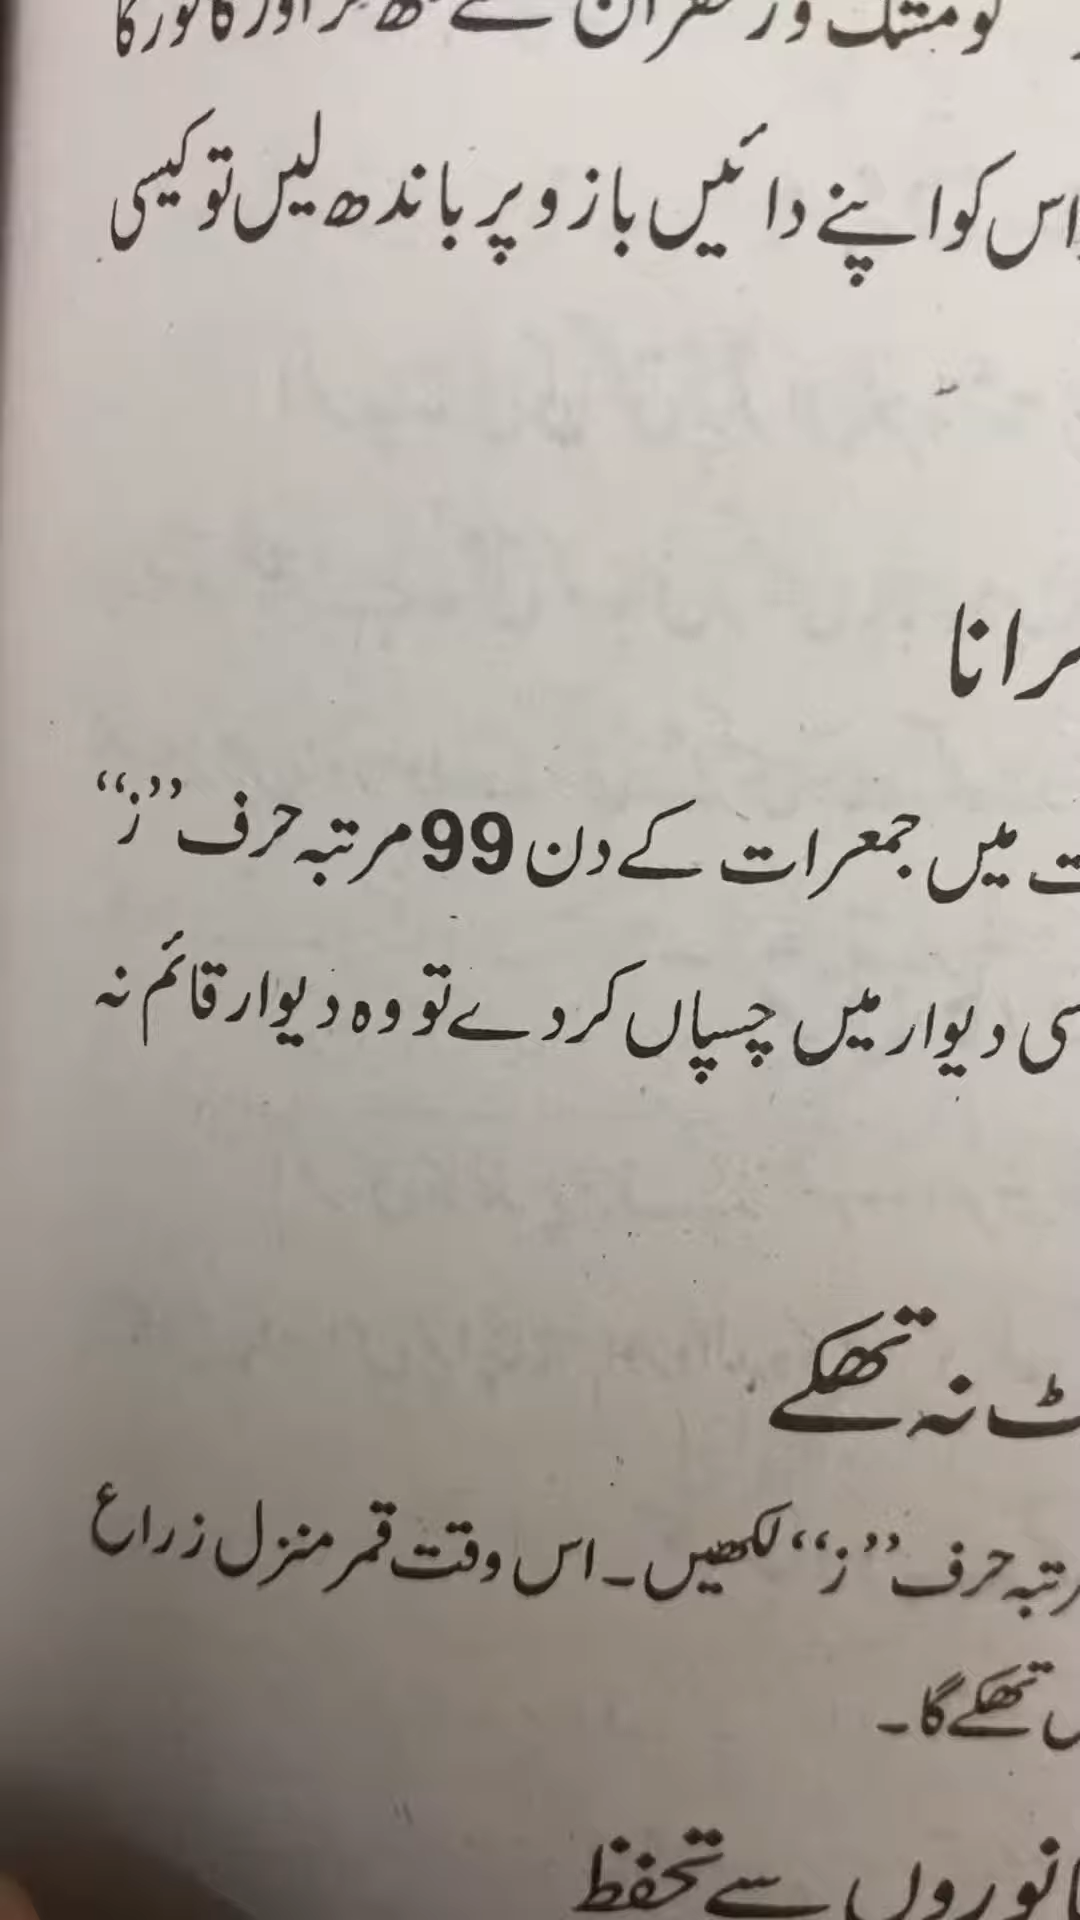 تو مشک و زعفران سے لکھ کر اور کافور کا
اس کو اپنے دائیں بازو پر باندھ لیں تو کیسی
رانا
میں جمعرات کے دن 99 مرتبہ حرف ”ز“
سی دیوار میں چسپاں کر دے تو وہ دیوار قائم نہ
نہ تھکے
مرتبہ حرف ”ز“ لکھیں۔ اس وقت قمر منزل زراع
تھکے گا۔
انوروں سے تحفظ